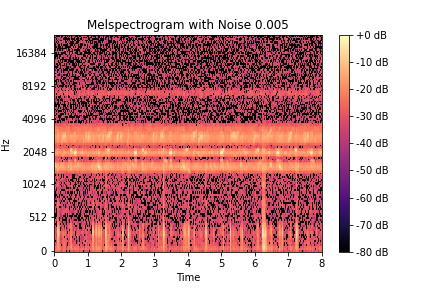 Melspectrogram with Noise 0.005
Hz
16384
8192
4096
2048
1024
512
0
0 1 2 3 4 5 6 7 8
Time
+0 dB
-10 dB
-20 dB
-30 dB
-40 dB
-50 dB
-60 dB
-70 dB
-80 dB